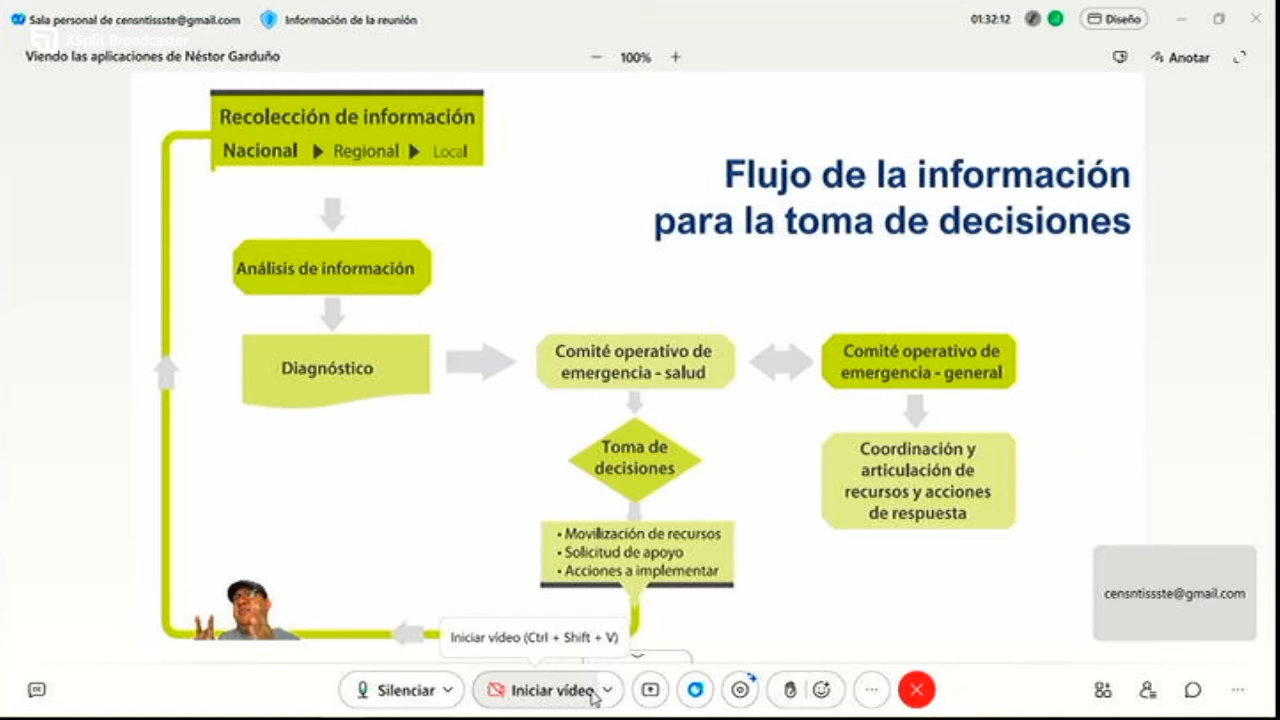 Sala personal de censntissste@gmail.com
Información de la reunión
01:32:12
Diseño
XSplit Broadcaster
Viendo las aplicaciones de Néstor Garduño
100%
Anotar
Recolección de información
Nacional Regional Local
Flujo de la información
para la toma de decisiones
Análisis de información
Diagnóstico
Comité operativo de
emergencia - salud
Comité operativo de
emergencia - general
Toma de
decisiones
Coordinación y
articulación de
recursos y acciones
de respuesta
• Movilización de recursos
• Solicitud de apoyo
• Acciones a implementar
censntissste@gmail.com
Iniciar vídeo (Ctrl + Shift + V)
Silenciar
Iniciar vídeo